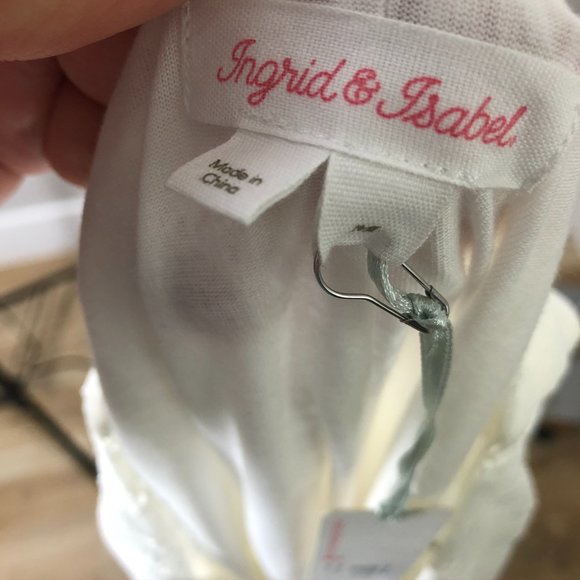 Ingrid & Isabel
Made in
China